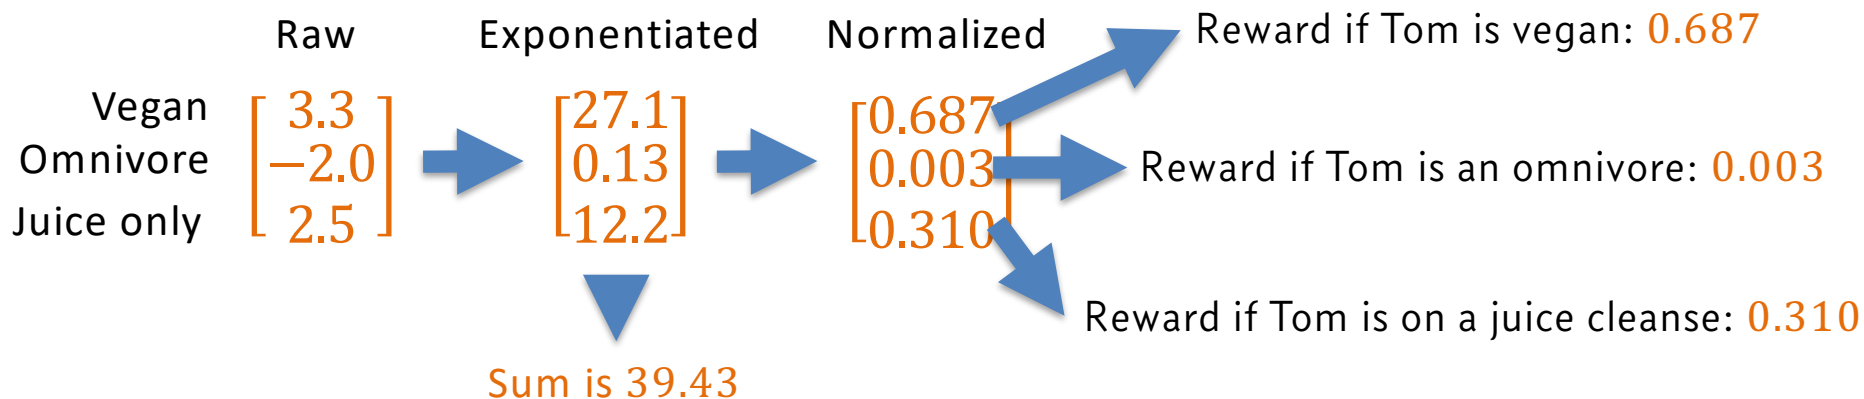 Raw Exponentiated Normalized
Reward if Tom is vegan: 0.687
Vegan 3.3 27.1 0.687
Omnivore −2.0 0.13 0.003 Reward if Tom is an omnivore: 0.003
Juice only 2.5 12.2 0.310
Reward if Tom is on a juice cleanse: 0.310
Sum is 39.43